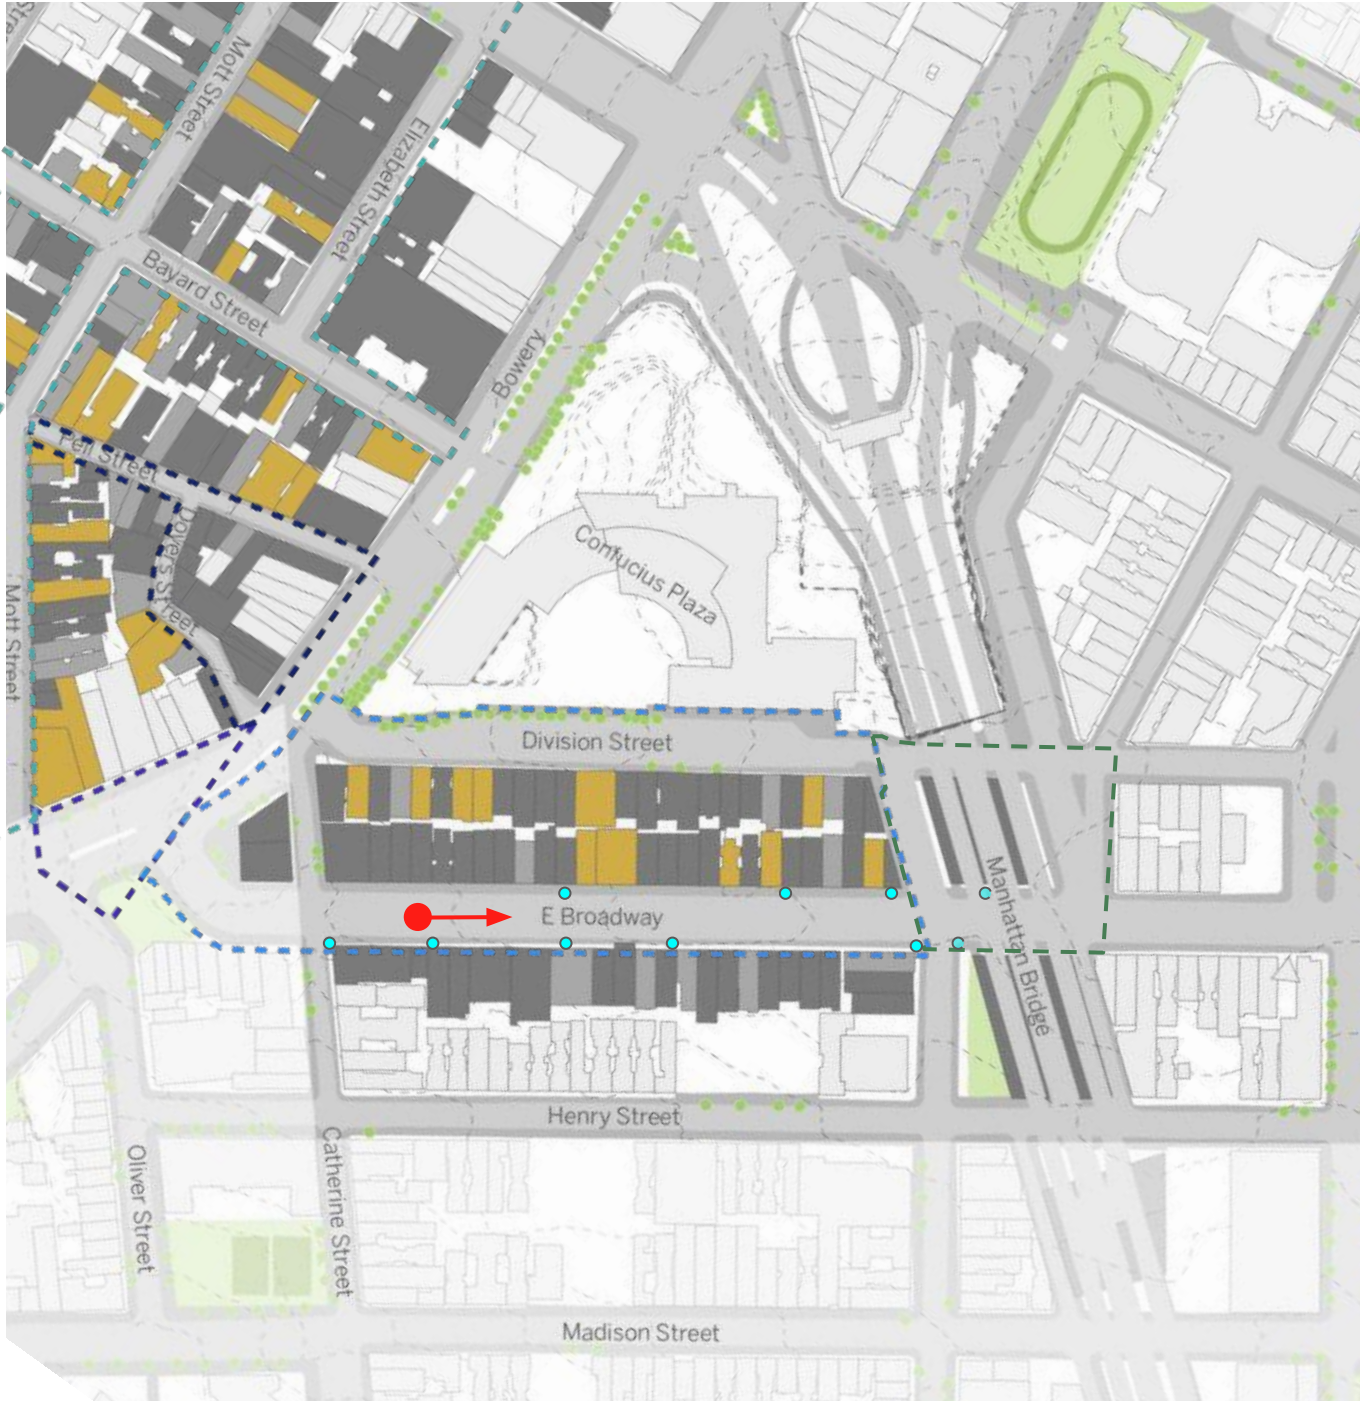 Mott Street
Elizabeth Street
Bayard Street
Bowery
Pell Street
Doyers Street
Mott Street
Confucius Plaza
Division Street
E Broadway
Manhattan Bridge
Henry Street
Oliver Street
Catherine Street
Madison Street